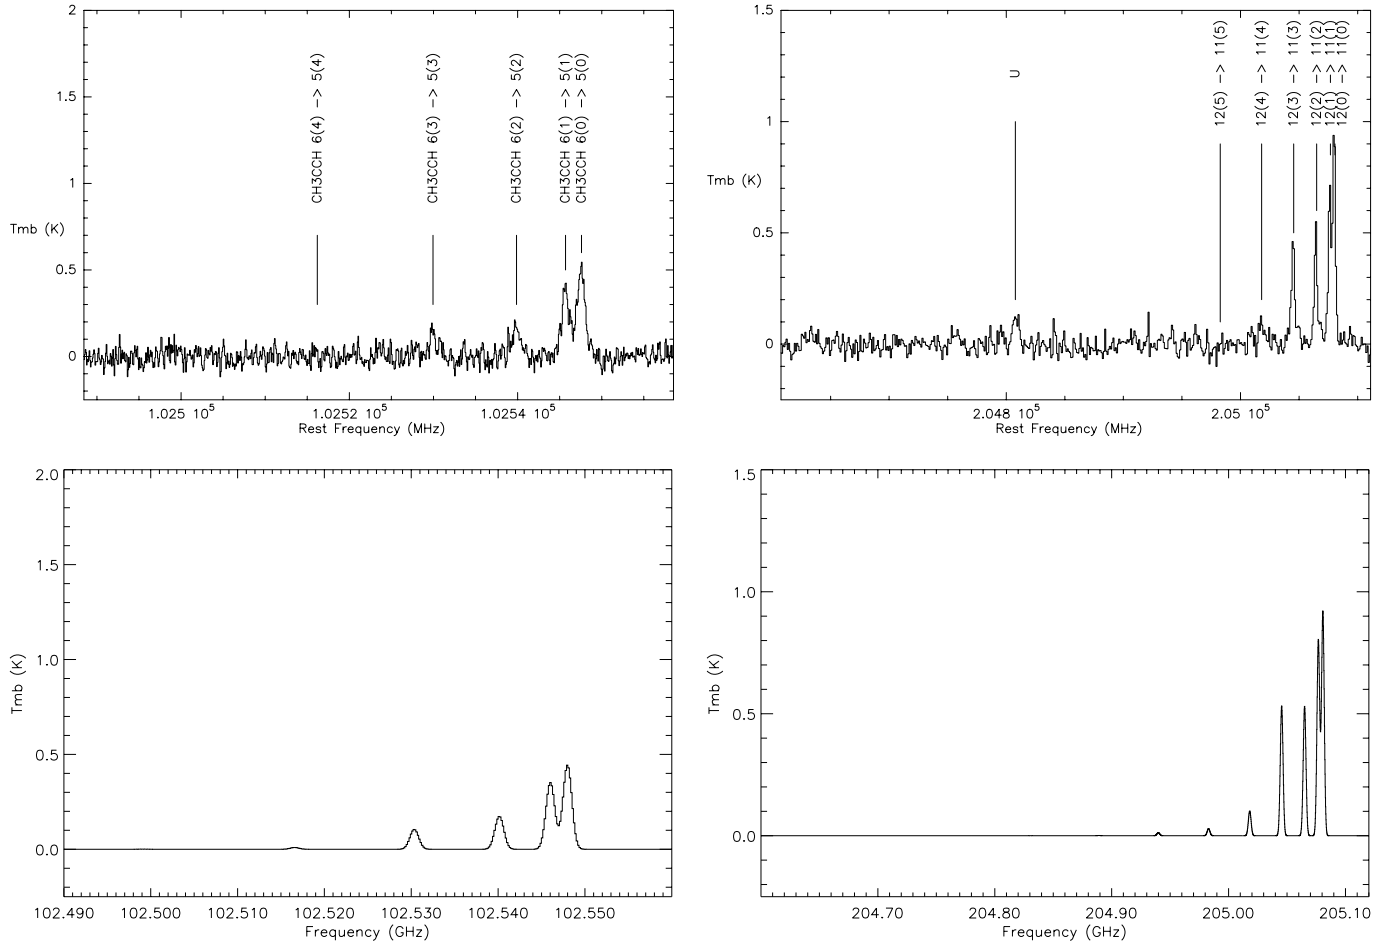 2
1.5
1
0.5
0
Tmb (K)
CH3CCH 6(4) -> 5(4)
CH3CCH 6(3) -> 5(3)
CH3CCH 6(2) -> 5(2)
CH3CCH 6(1) -> 5(1)
CH3CCH 6(0) -> 5(0)
1.025 10^5
1.0252 10^5
1.0254 10^5
Rest Frequency (MHz)
1.5
1
0.5
0
Tmb (K)
U
12(5) -> 11(5)
12(4) -> 11(4)
12(3) -> 11(3)
12(2) -> 11(2)
12(1) -> 11(1)
12(0) -> 11(0)
2.048 10^5
2.05 10^5
Rest Frequency (MHz)
2.0
1.5
1.0
0.5
0.0
Tmb (K)
102.490 102.500 102.510 102.520 102.530 102.540 102.550
Frequency (GHz)
1.5
1.0
0.5
0.0
Tmb (K)
204.70 204.80 204.90 205.00 205.10
Frequency (GHz)